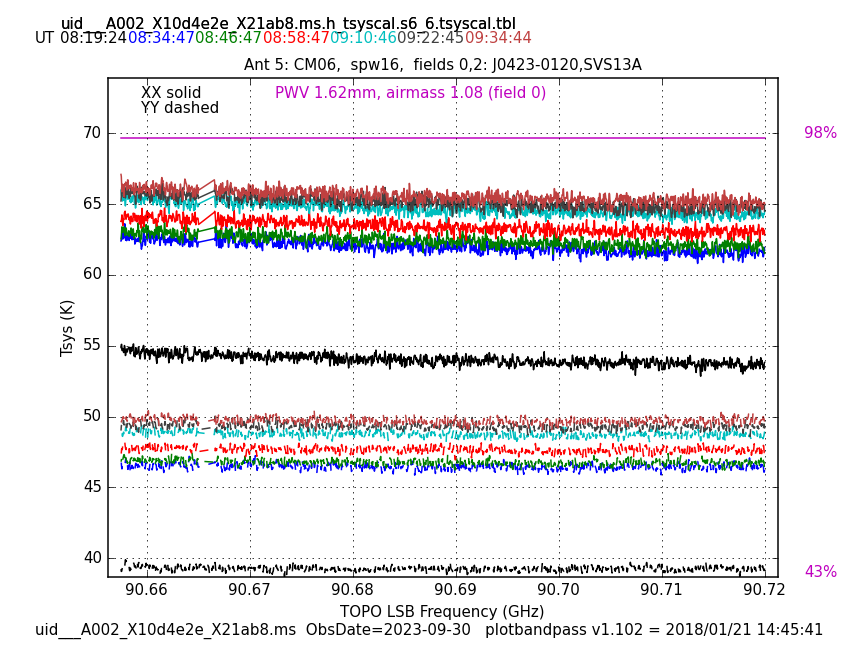 uid___A002_X10d4e2e_X21ab8.ms.h_tsyscal.s6_6.tsyscal.tbl
UT 08:19:24 08:34:47 08:46:47 08:58:47 09:10:46 09:22:45 09:34:44
Ant 5: CM06, spw16, fields 0,2: J0423-0120,SVS13A
XX solid
YY dashed
PWV 1.62mm, airmass 1.08 (field 0)
98%
43%
70
65
60
55
50
45
40
Tsys (K)
90.66 90.67 90.68 90.69 90.70 90.71 90.72
TOPO LSB Frequency (GHz)
uid___A002_X10d4e2e_X21ab8.ms ObsDate=2023-09-30 plotbandpass v1.102 = 2018/01/21 14:45:41